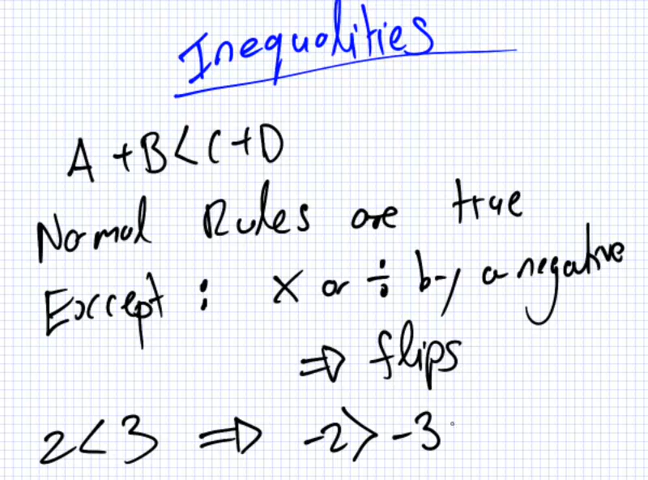 Inequalities
A + B < C + D
Normal Rules are true
Except : × or ÷ by a negative
⇒ flips
2 < 3 ⇒ -2 > -3